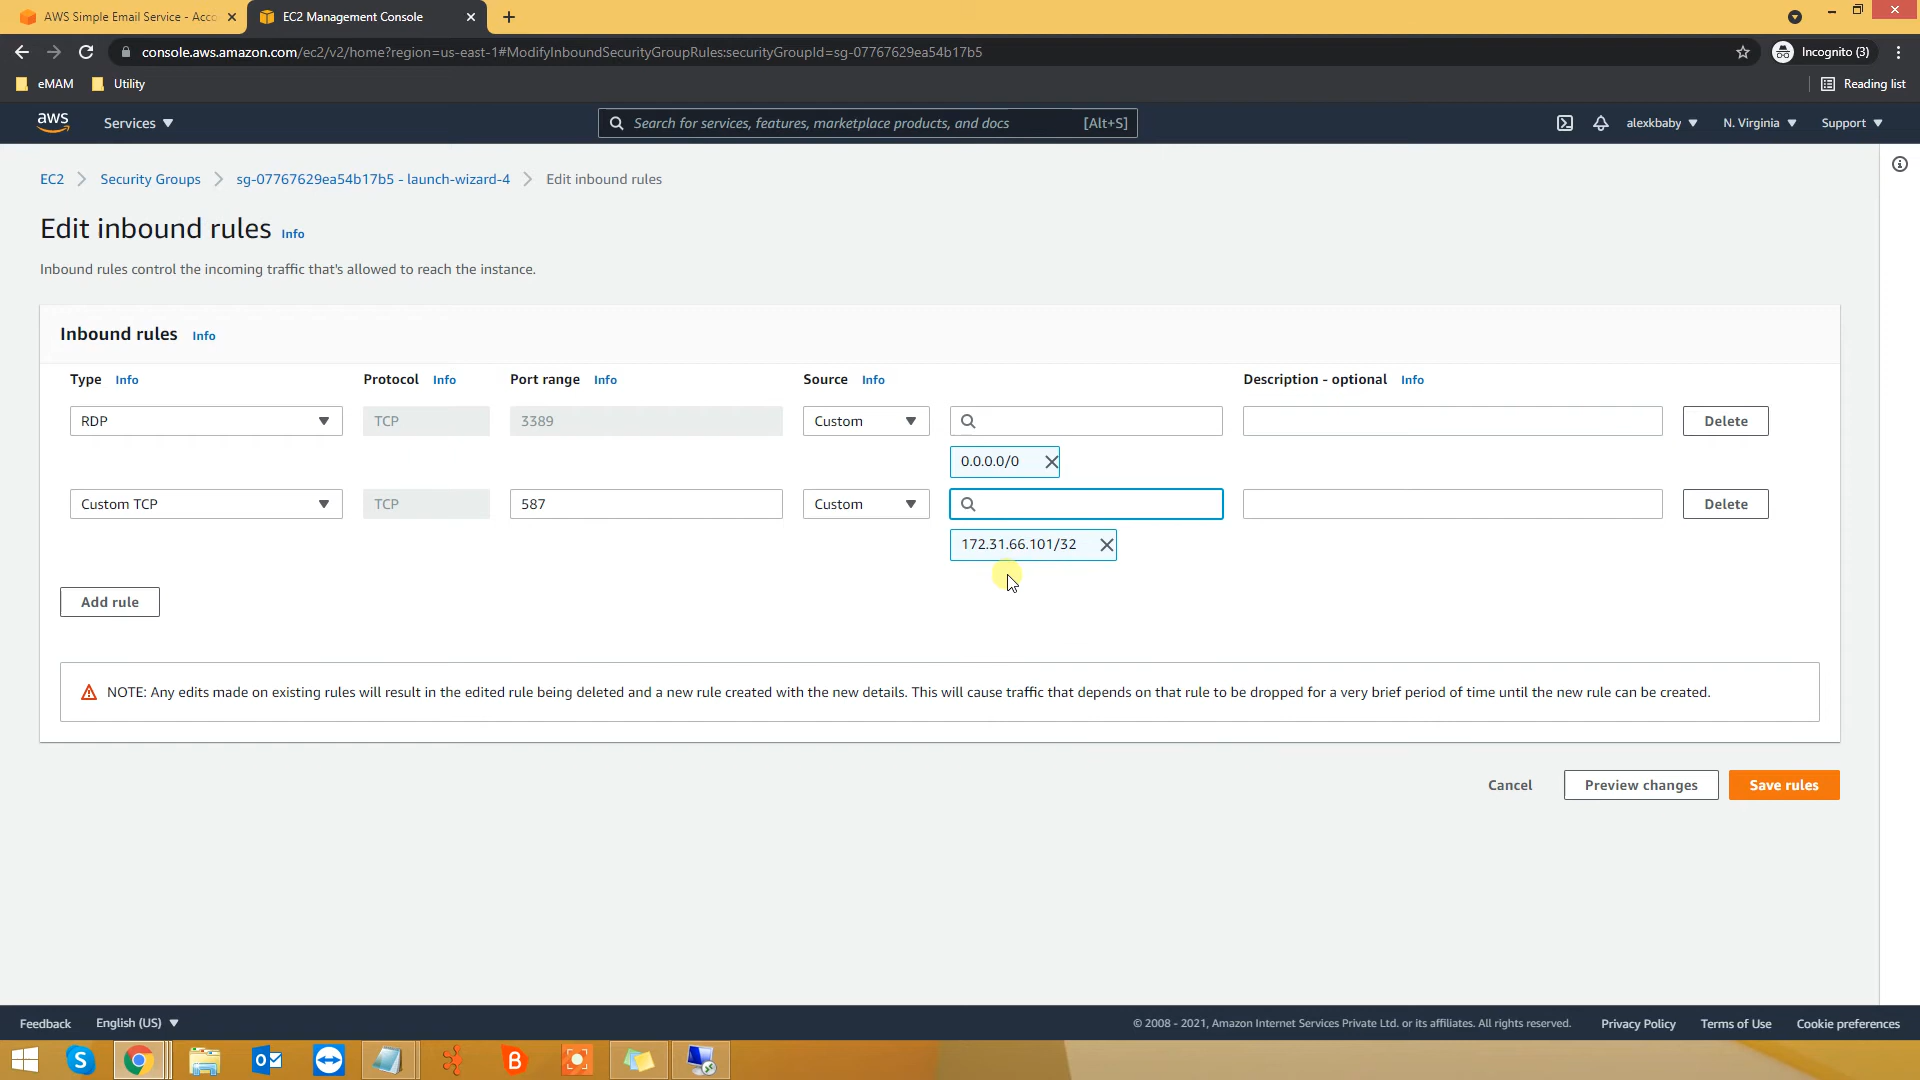 AWS Simple Email Service - Acco
EC2 Management Console
console.aws.amazon.com/ec2/v2/home?region=us-east-1#ModifyInboundSecurityGroupRules:securityGroupId=sg-07767629ea54b17b5
Incognito (3)
eMAM
Utility
Reading list
aws
Services
Search for services, features, marketplace products, and docs
[Alt+S]
alexkbaby
N. Virginia
Support
EC2
Security Groups
sg-07767629ea54b17b5 - launch-wizard-4
Edit inbound rules
Edit inbound rules Info
Inbound rules control the incoming traffic that's allowed to reach the instance.
Inbound rules Info
Type Info
Protocol Info
Port range Info
Source Info
Description - optional Info
RDP
TCP
3389
Custom
Delete
0.0.0.0/0
Custom TCP
TCP
587
Custom
Delete
172.31.66.101/32
Add rule
NOTE: Any edits made on existing rules will result in the edited rule being deleted and a new rule created with the new details. This will cause traffic that depends on that rule to be dropped for a very brief period of time until the new rule can be created.
Cancel
Preview changes
Save rules
Feedback
English (US)
© 2008 - 2021, Amazon Internet Services Private Ltd. or its affiliates. All rights reserved.
Privacy Policy
Terms of Use
Cookie preferences